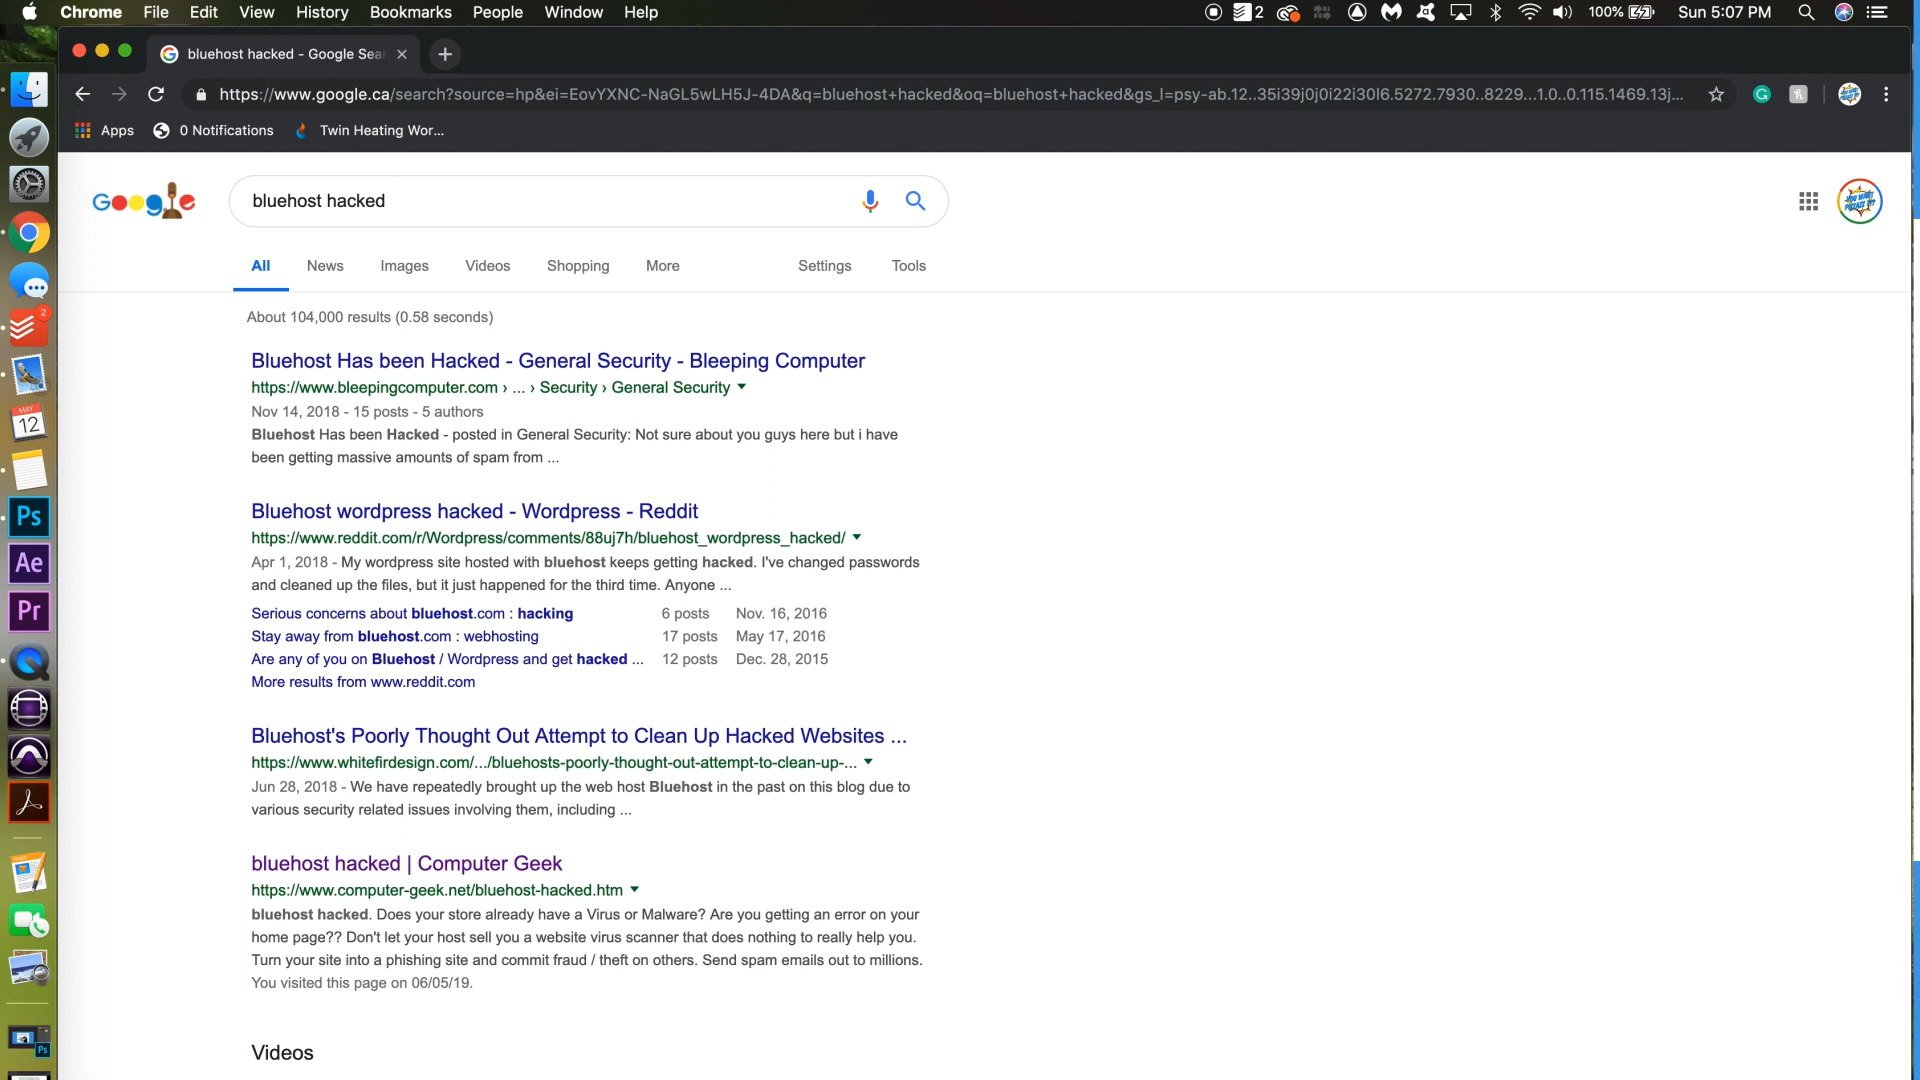 Chrome File Edit View History Bookmarks People Window Help
2 100% Sun 5:07 PM
bluehost hacked - Google Sear
https://www.google.ca/search?source=hp&ei=EovYXNC-NaGL5wLH5J-4DA&q=bluehost+hacked&oq=bluehost+hacked&gs_l=psy-ab.12..35i39j0j0i22i30l6.5272.7930..8229...1.0..0.115.1469.13j...
Apps 0 Notifications Twin Heating Wor...
Google
bluehost hacked
YOU WANT PIZZAZZ ???
All News Images Videos Shopping More Settings Tools
About 104,000 results (0.58 seconds)
Bluehost Has been Hacked - General Security - Bleeping Computer
https://www.bleepingcomputer.com › ... › Security › General Security
Nov 14, 2018 - 15 posts - 5 authors
Bluehost Has been Hacked - posted in General Security: Not sure about you guys here but i have
been getting massive amounts of spam from ...
Bluehost wordpress hacked - Wordpress - Reddit
https://www.reddit.com/r/Wordpress/comments/88uj7h/bluehost_wordpress_hacked/
Apr 1, 2018 - My wordpress site hosted with bluehost keeps getting hacked. I've changed passwords
and cleaned up the files, but it just happened for the third time. Anyone ...
Serious concerns about bluehost.com : hacking 6 posts Nov. 16, 2016
Stay away from bluehost.com : webhosting 17 posts May 17, 2016
Are any of you on Bluehost / Wordpress and get hacked ... 12 posts Dec. 28, 2015
More results from www.reddit.com
Bluehost's Poorly Thought Out Attempt to Clean Up Hacked Websites ...
https://www.whitefirdesign.com/.../bluehosts-poorly-thought-out-attempt-to-clean-up-...
Jun 28, 2018 - We have repeatedly brought up the web host Bluehost in the past on this blog due to
various security related issues involving them, including ...
bluehost hacked | Computer Geek
https://www.computer-geek.net/bluehost-hacked.htm
bluehost hacked. Does your store already have a Virus or Malware? Are you getting an error on your
home page?? Don't let your host sell you a website virus scanner that does nothing to really help you.
Turn your site into a phishing site and commit fraud / theft on others. Send spam emails out to millions.
You visited this page on 06/05/19.
Videos
2
MAY
12
Ps
Ae
Pr
Ps